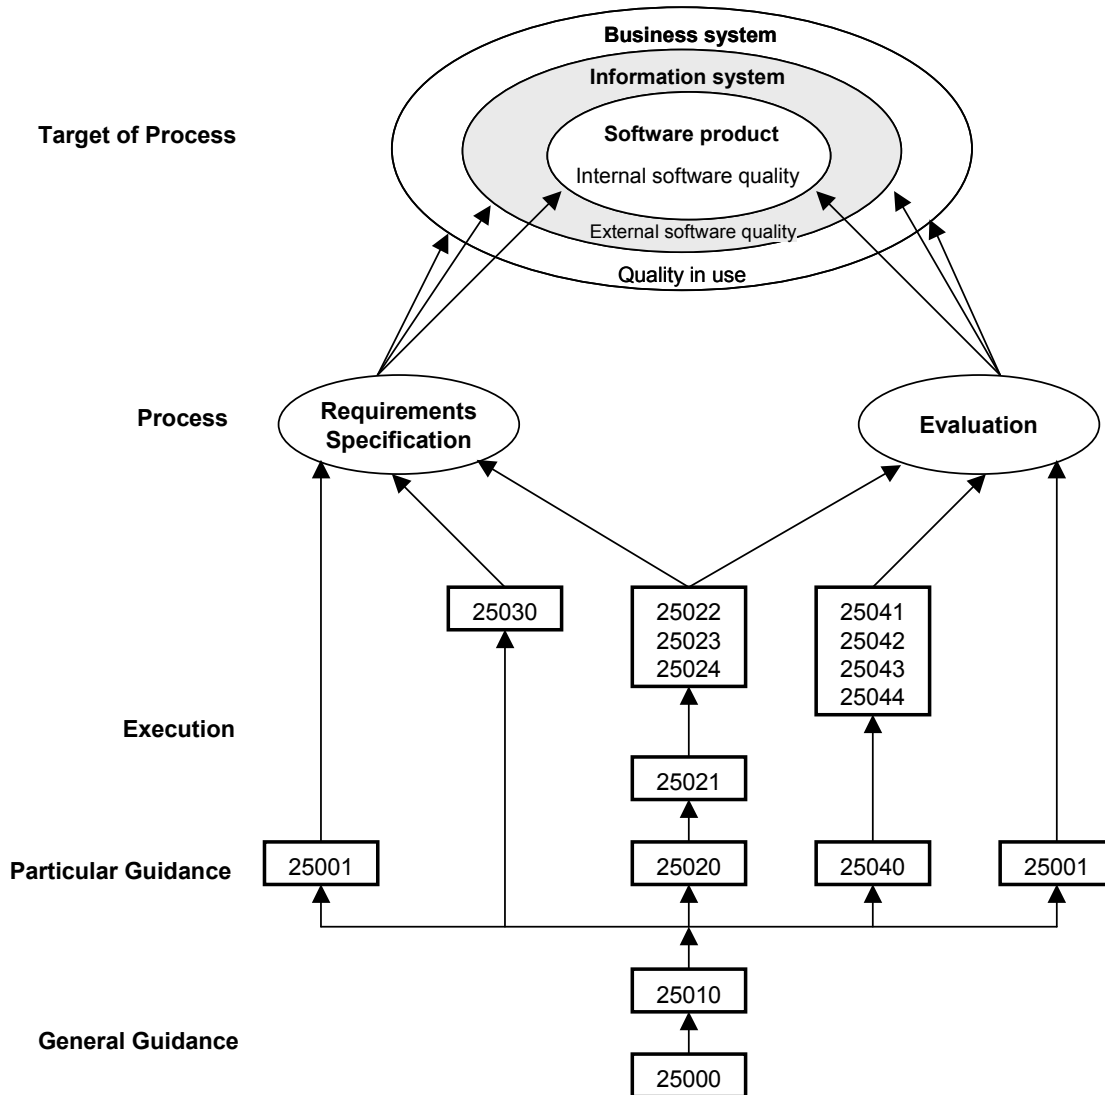 Business system
Information system
Target of Process
Software product
Internal software quality
External software quality
Quality in use
Process
Requirements
Specification
Evaluation
25030
25022
25023
25024
25041
25042
25043
25044
Execution
25021
Particular Guidance
25001
25020
25040
25001
25010
General Guidance
25000